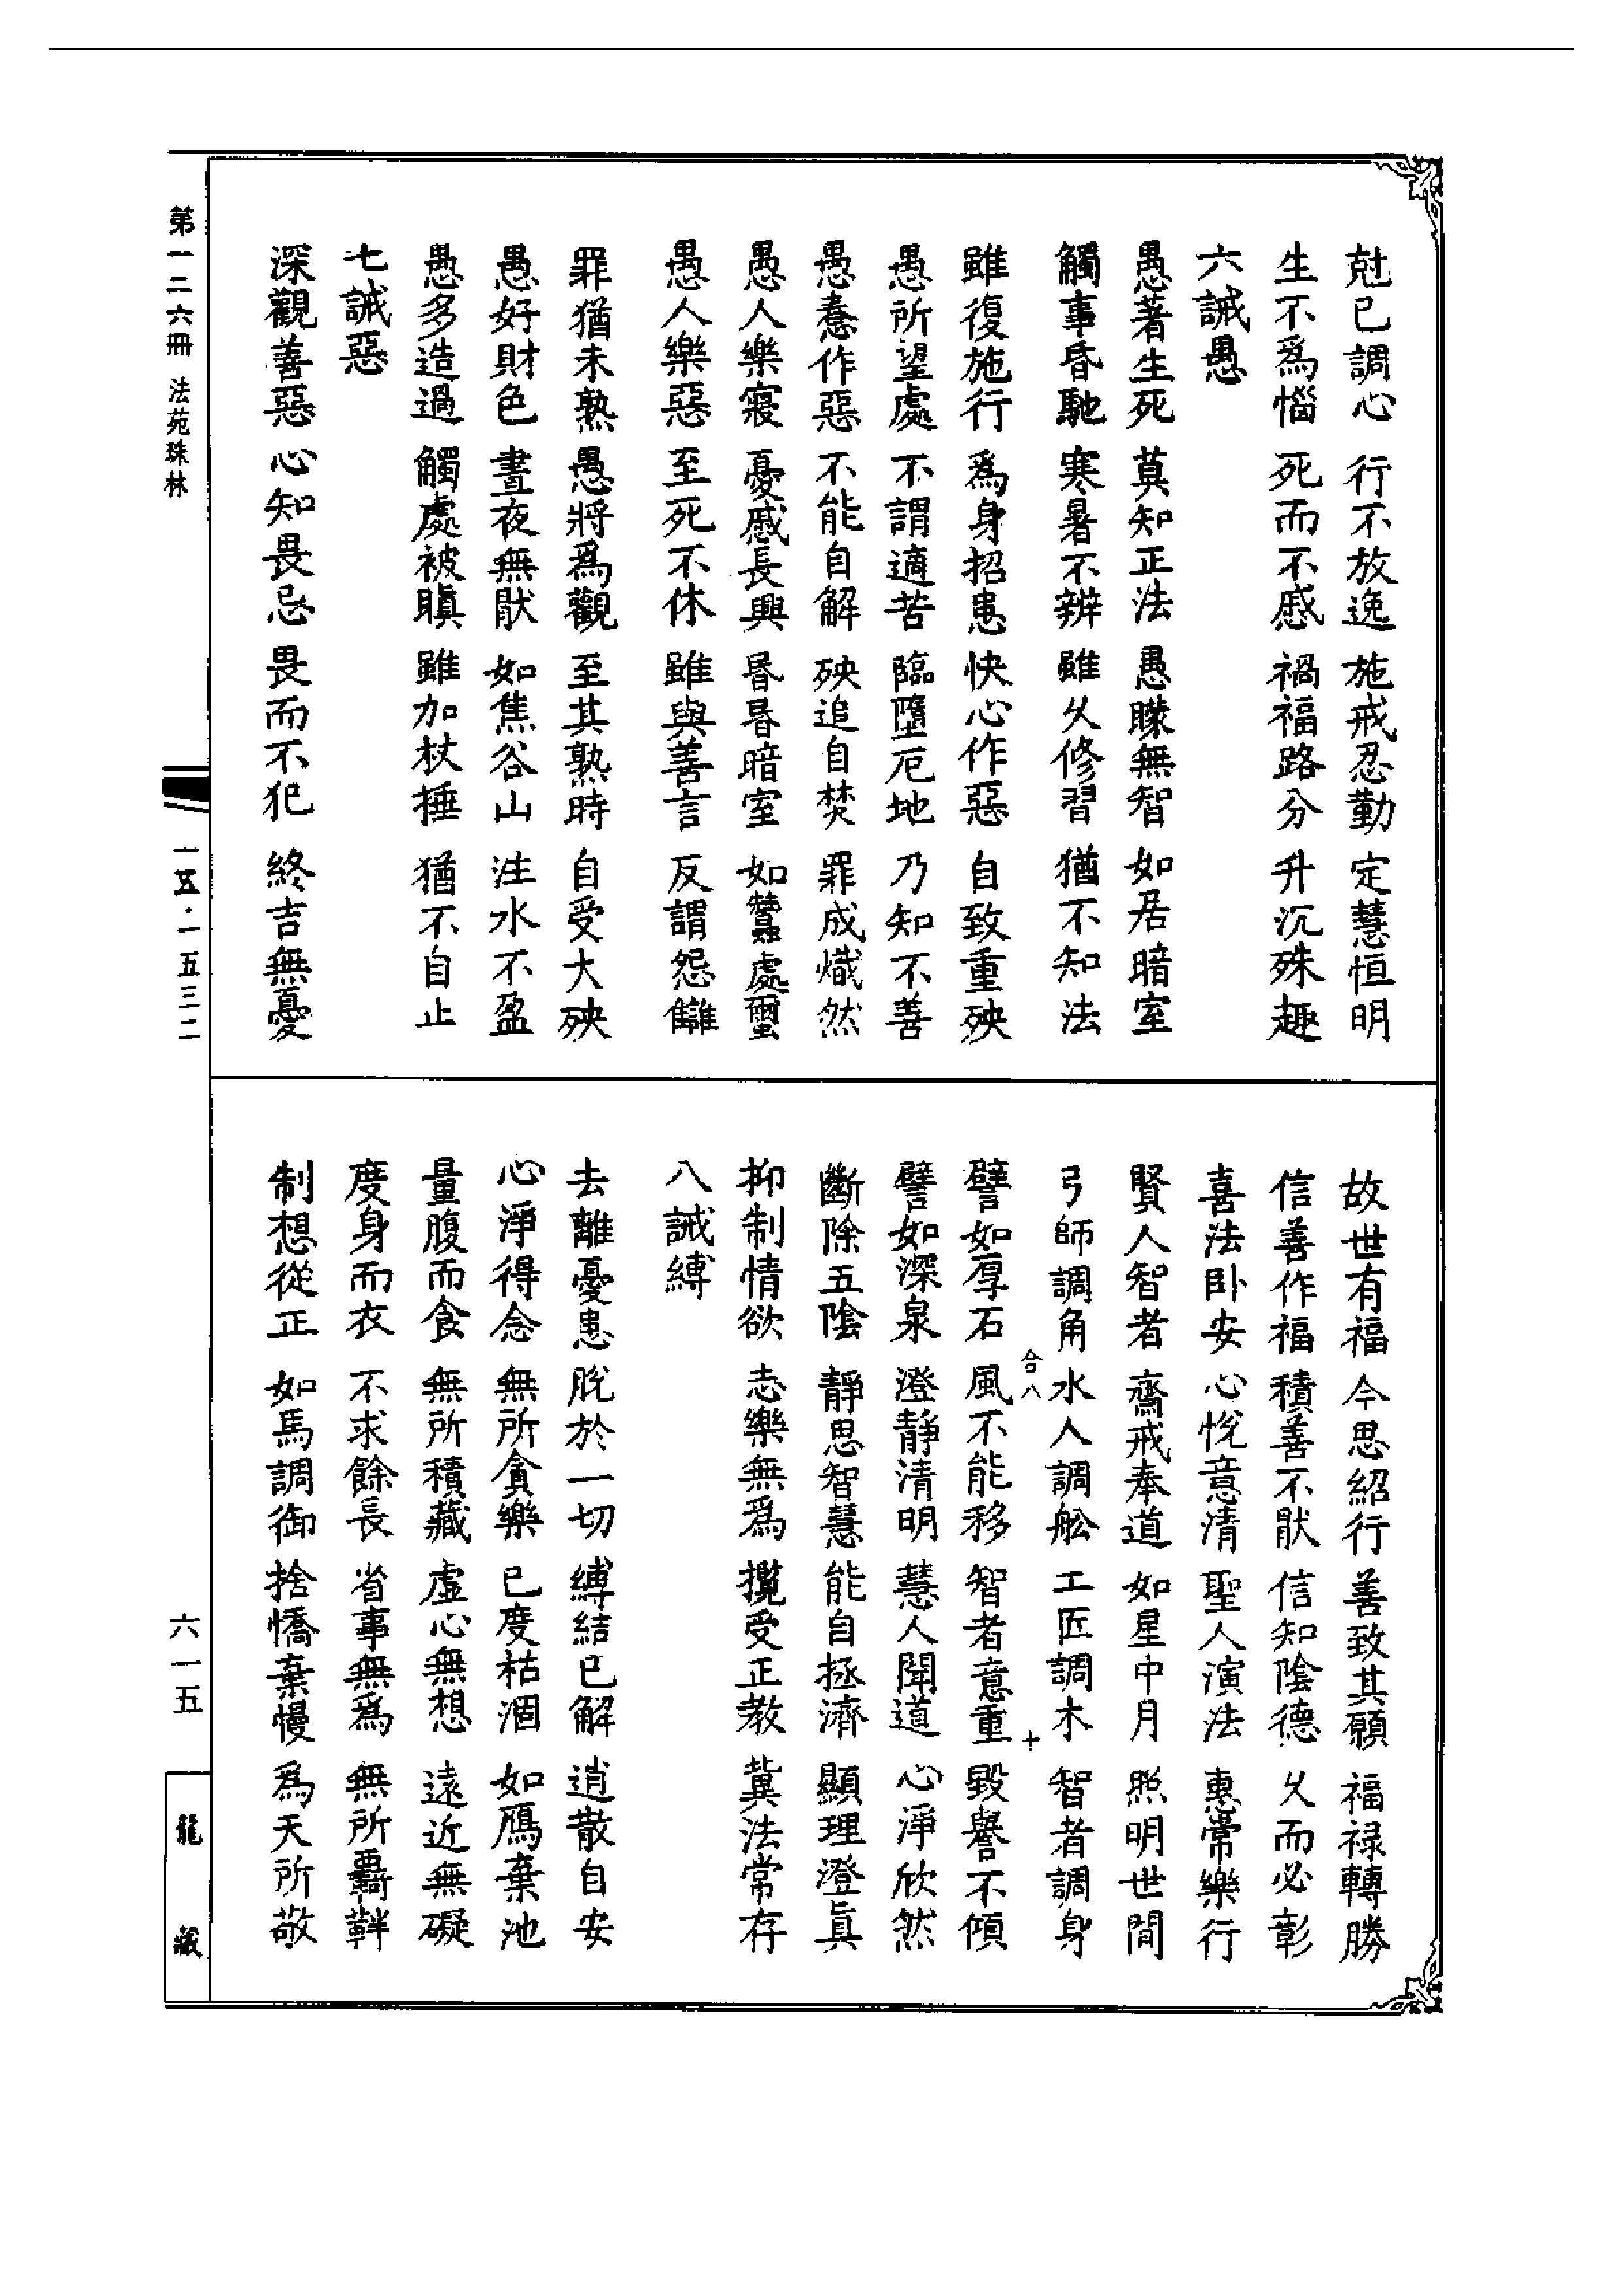 尅已調心 行不放逸 施戒忍勤 定慧恒明
生不爲惱 死而不慼 禍福路分 升沉殊趣
六誡愚
愚著生死 莫知正法 愚矇無智 如居暗室
觸事昏馳 寒暑不辨 雖久修習 猶不知法
雖復施行 爲身招患 快心作惡 自致重殃
愚所望處 不謂適苦 臨墮厄地 乃知不善
愚惷作惡 不能自解 殃追自焚 罪成熾然
愚人樂寢 憂慼長興 昏昏暗室 如蠶處蠒
愚人樂惡 至死不休 雖與善言 反謂怨讎
罪猶未熟 愚將爲觀 至其熟時 自受大殃
愚好財色 晝夜無猒 如焦谷山 注水不盈
愚多造過 觸處被瞋 雖加杖捶 猶不自止
七誡惡
深觀善惡 心知畏忌 畏而不犯 終吉無憂
故世有福 今思紹行 善致其願 福禄轉勝
信善作福 積善不猒 信知陰德 久而必彰
喜法卧安 心悅意清 聖人演法 惠常樂行
賢人智者 齋戒奉道 如星中月 照明世間
弓師調角 水人調舩 工匠調木 智者調身
合八 十
譬如厚石 風不能移 智者意重 毀譽不傾
譬如深泉 澄靜清明 慧人聞道 心淨欣然
斷除五陰 靜思智慧 能自拯濟 顯理澄眞
抑制情欲 志樂無爲 攬受正教 冀法常存
八誡縛
去離憂患 脫於一切 縛結已解 逍散自安
心淨得念 無所貪樂 已度枯涸 如鴈棄池
量腹而食 無所積藏 虛心無想 遠近無礙
度身而衣 不求餘長 省事無爲 無所羇靽
制想從正 如馬調御 捨憍棄慢 爲天所敬
第一二六冊 法苑珠林
一五·一五三二
六一五
龍藏